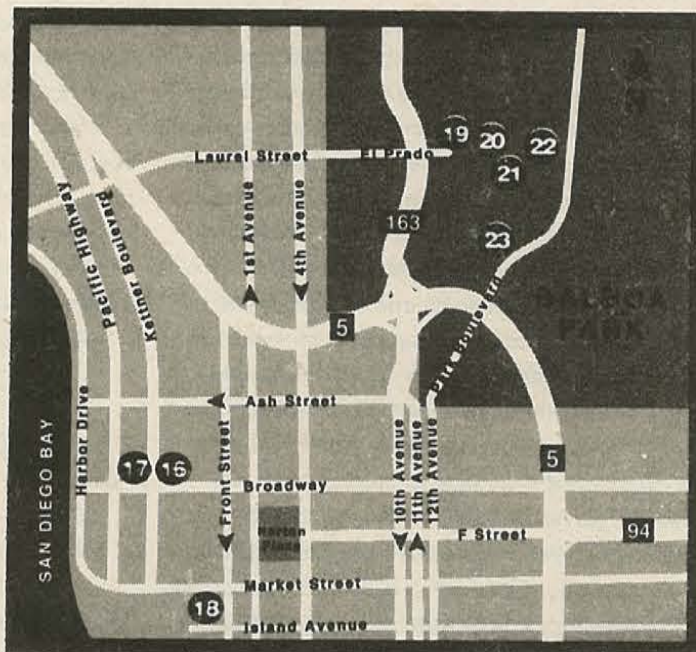 N
19
20
22
Laurel Street
El Prado
21
1st Avenue
4th Avenue
163
Pacific Highway
Kettner Boulevard
23
BALBOA
PARK
5
Harbor Drive
Ash Street
SAN DIEGO BAY
Front Street
10th Avenue
11th Avenue
12th Avenue
5
17
16
Broadway
Horton
Plaza
F Street
94
Market Street
18
Island Avenue